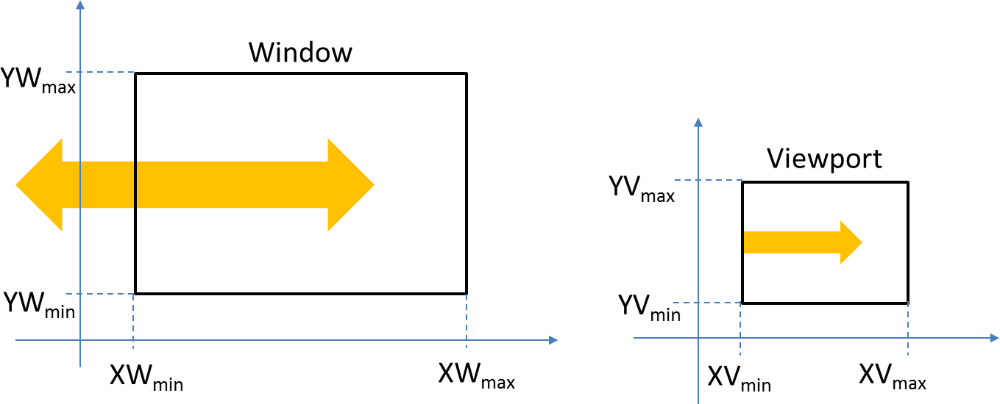 Window
YWmax
YWmin
XWmin
XWmax
Viewport
YVmax
YVmin
XVmin
XVmax